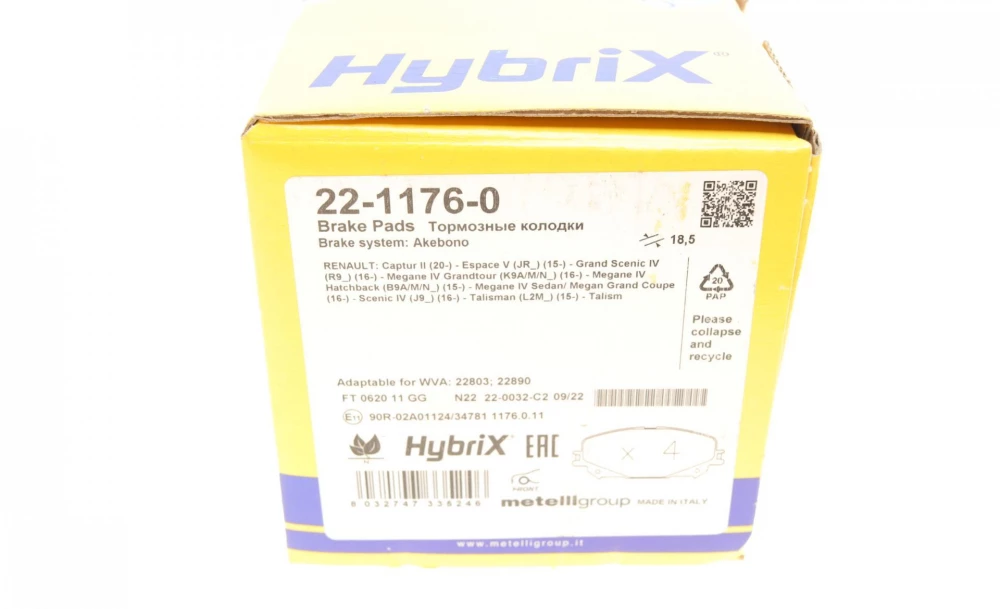 HybriX®
22-1176-0
Brake Pads Тормозные колодки
Brake system: Akebono
18,5
RENAULT: Captur II (20-) - Espace V (JR_) (15-) - Grand Scenic IV
(R9_) (16-) - Megane IV Grandtour (K9A/M/N_) (16-) - Megane IV
Hatchback (B9A/M/N_) (15-) - Megane IV Sedan/ Megan Grand Coupe
(16-) - Scenic IV (J9_) (16-) - Talisman (L2M_) (15-) - Talism
20
PAP
Please
collapse
and
recycle
Adaptable for WVA: 22803; 22890
FT 0620 11 GG N22 22-0032-C2 09/22
E11 90R-02A01124/34781 1176.0.11
HybriX EAC
x 4
FRONT
8 032747 335246
metelligroup MADE IN ITALY
www.metelligroup.it